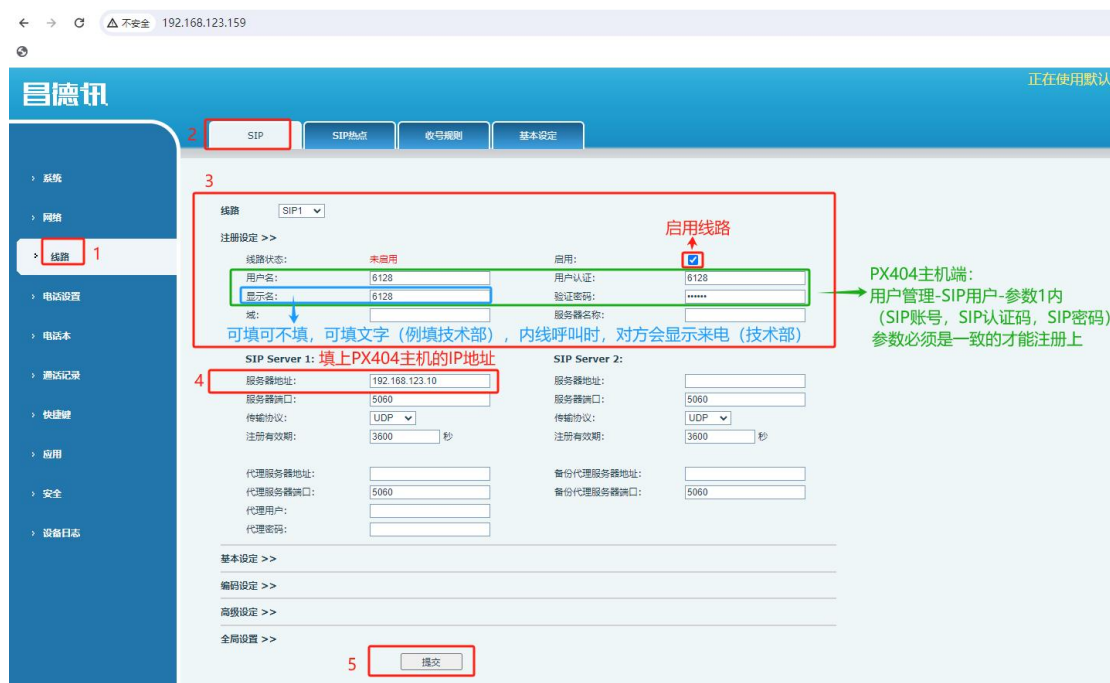 不安全 192.168.123.159
正在使用默认
昌德讯
2 SIP SIP热点 收号规则 基本设定
系统
网络
线路 1
电话设置
电话本
通话记录
快捷键
应用
安全
设备日志
3
线路 SIP1
注册设定 >>
启用线路
线路状态: 未启用 启用:
用户名: 6128 用户认证: 6128
显示名: 6128 验证密码: ••••••
域: 服务器名称:
PX404主机端:
用户管理-SIP用户-参数1内
(SIP账号, SIP认证码, SIP密码)
参数必须是一致的才能注册上
可填可不填, 可填文字 (例填技术部) , 内线呼叫时, 对方会显示来电 (技术部)
SIP Server 1: 填上PX404主机的IP地址 SIP Server 2:
4 服务器地址: 192.168.123.10 服务器地址:
服务器端口: 5060 服务器端口: 5060
传输协议: UDP 传输协议: UDP
注册有效期: 3600 秒 注册有效期: 3600 秒
代理服务器地址: 备份代理服务器地址:
代理服务器端口: 5060 备份代理服务器端口: 5060
代理用户:
代理密码:
基本设定 >>
编码设定 >>
高级设定 >>
全局设置 >>
5 提交